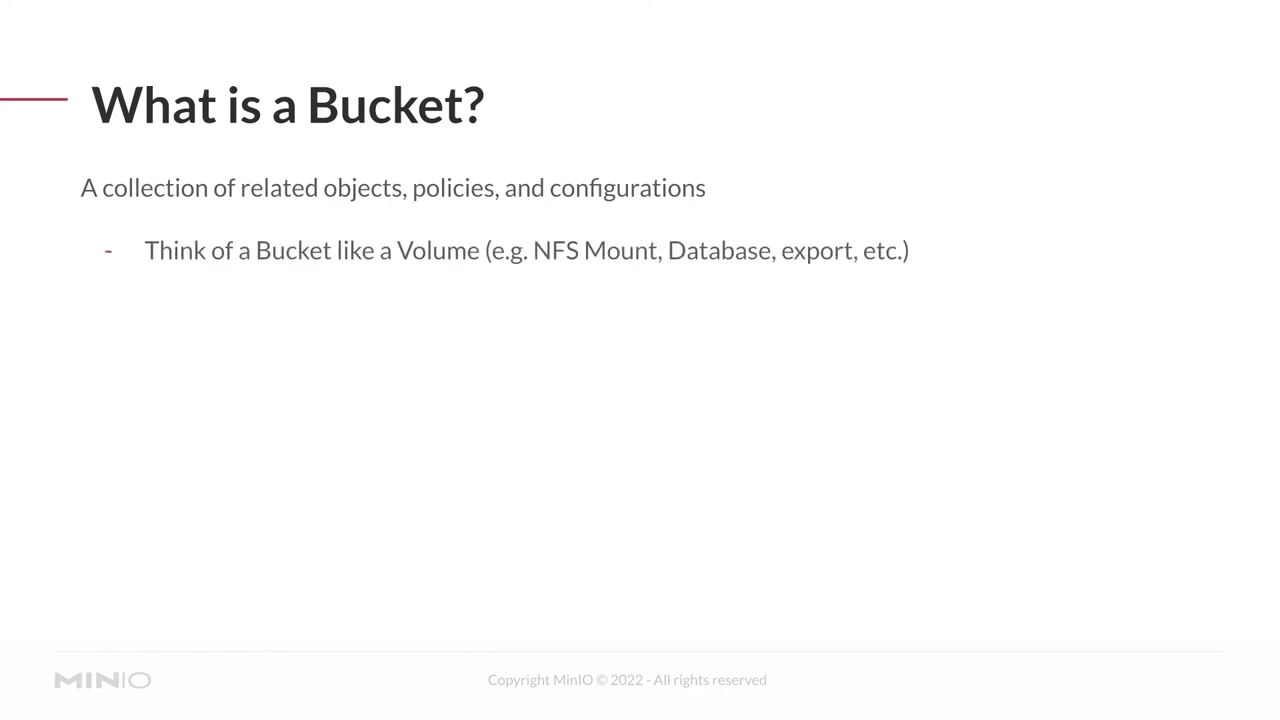 What is a Bucket?
A collection of related objects, policies, and configurations
- Think of a Bucket like a Volume (e.g. NFS Mount, Database, export, etc.)
MINIO
Copyright MinIO © 2022 - All rights reserved